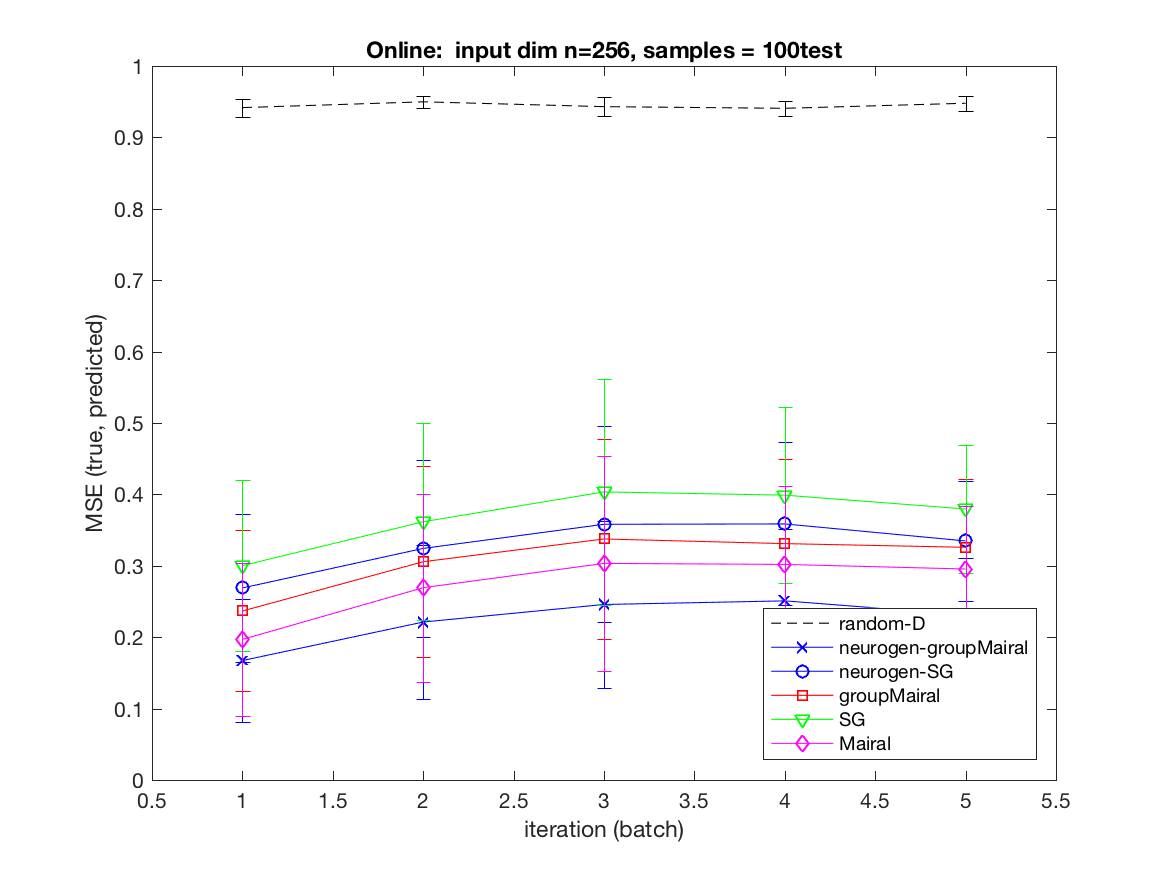 Online:  input dim n=256, samples = 100test
1
0.9
0.8
0.7
0.6
0.5
0.4
0.3
0.2
0.1
0
MSE (true, predicted)
random-D
neurogen-groupMairal
neurogen-SG
groupMairal
SG
Mairal
0.5 1 1.5 2 2.5 3 3.5 4 4.5 5 5.5
iteration (batch)